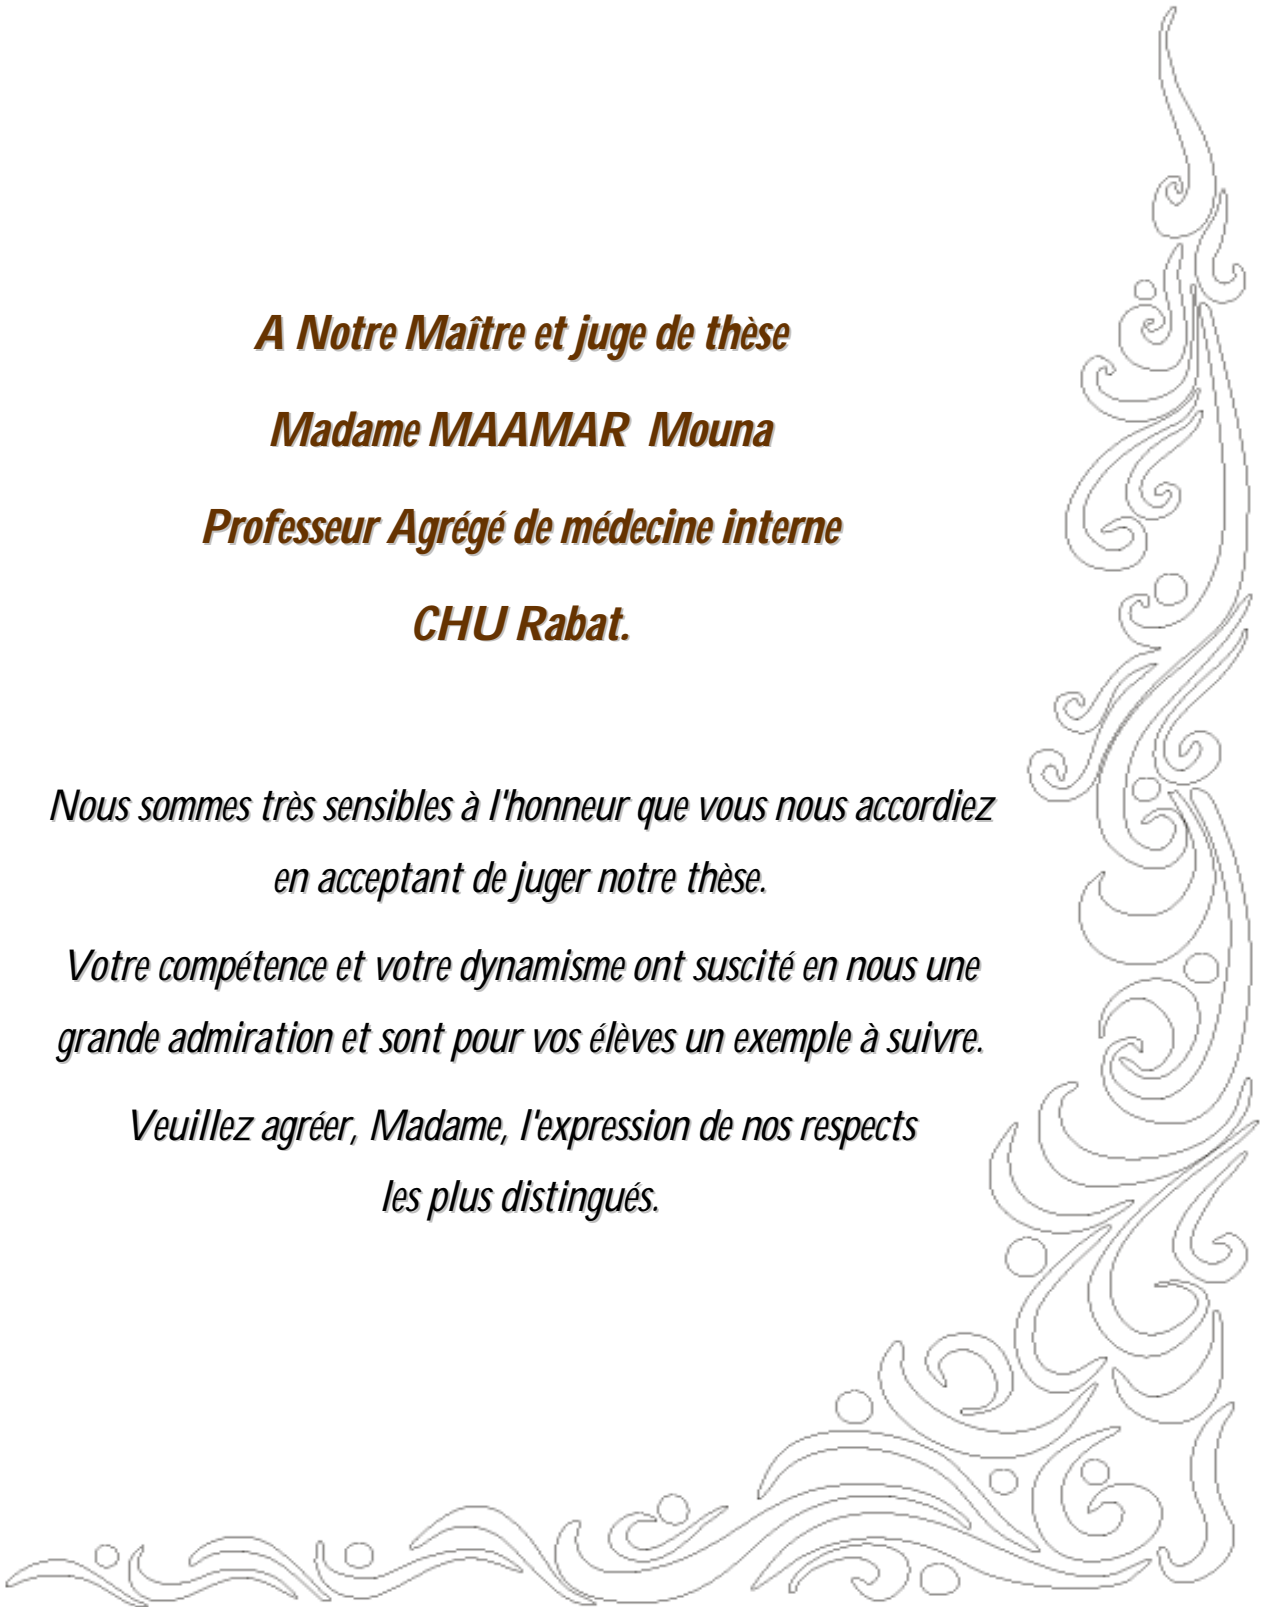 A Notre Maître et juge de thèse
Madame MAAMAR Mouna
Professeur Agrégé de médecine interne
CHU Rabat.
Nous sommes très sensibles à l'honneur que vous nous accordiez
en acceptant de juger notre thèse.
Votre compétence et votre dynamisme ont suscité en nous une
grande admiration et sont pour vos élèves un exemple à suivre.
Veuillez agréer, Madame, l'expression de nos respects
les plus distingués.